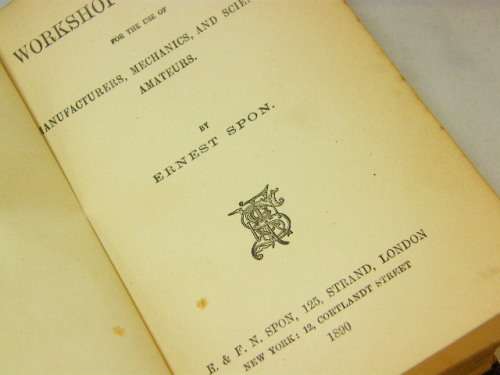 WORKSHOP
FOR THE USE OF
MANUFACTURERS, MECHANICS, AND SCIE
AMATEURS.
BY
ERNEST SPON.
E. & F. N. SPON, 125, STRAND, LONDON
NEW YORK: 12, CORTLANDT STREET
1890